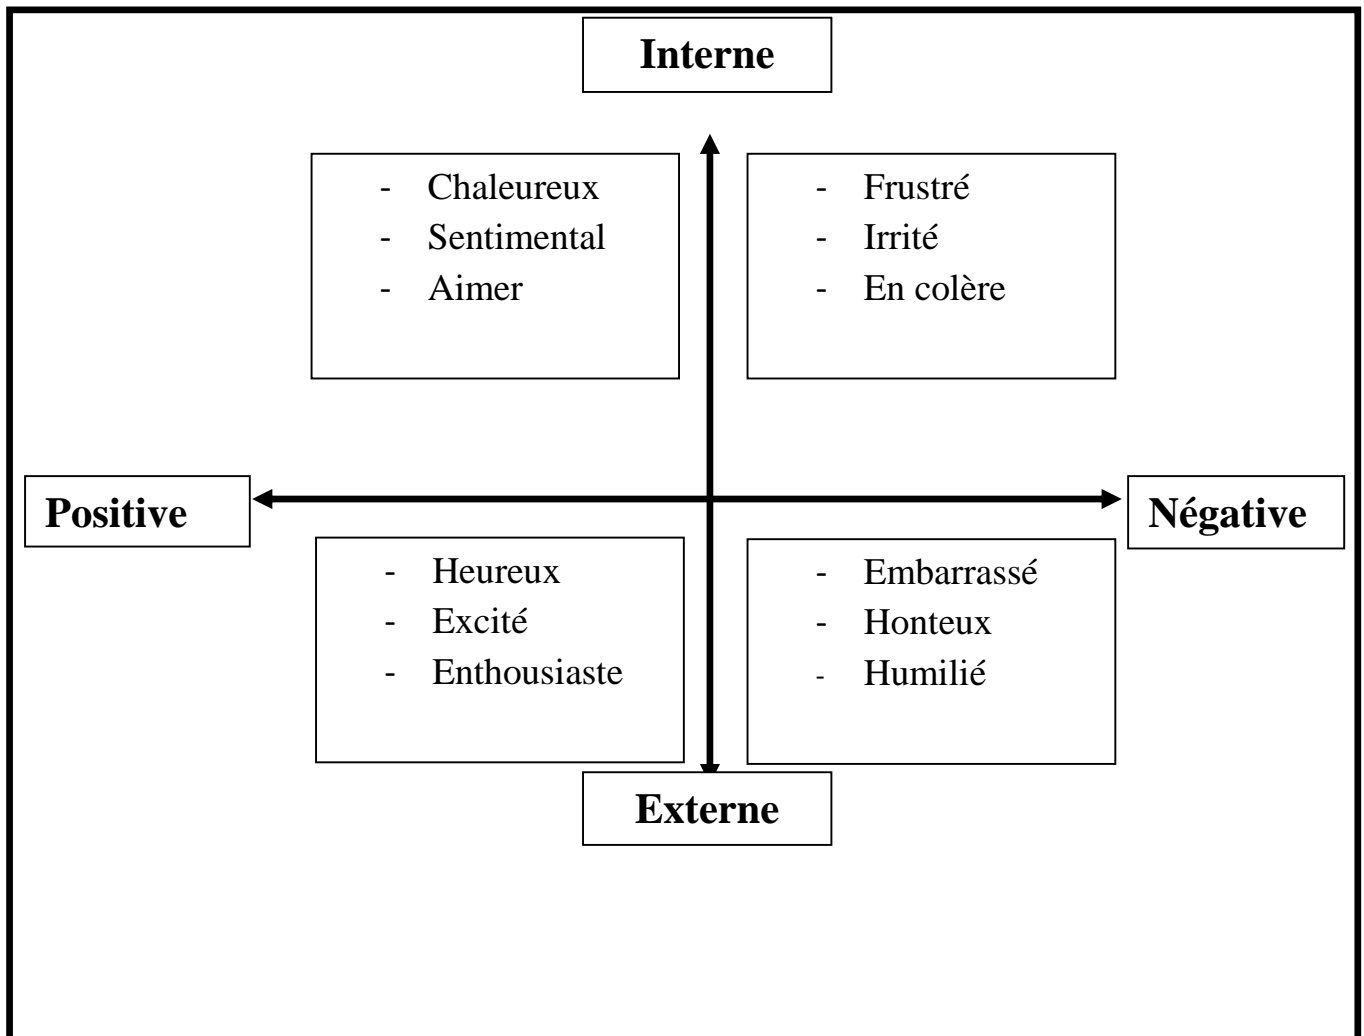 Interne
- Chaleureux
- Sentimental
- Aimer
- Frustré
- Irrité
- En colère
Positive
Négative
- Heureux
- Excité
- Enthousiaste
- Embarrassé
- Honteux
- Humilié
Externe